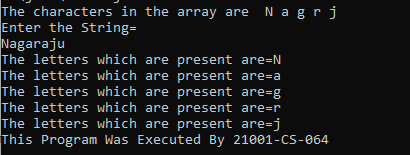 The characters in the array are  N a g r j
Enter the String=
Nagaraju
The letters which are present are=N
The letters which are present are=a
The letters which are present are=g
The letters which are present are=r
The letters which are present are=j
This Program Was Executed By 21001-CS-064